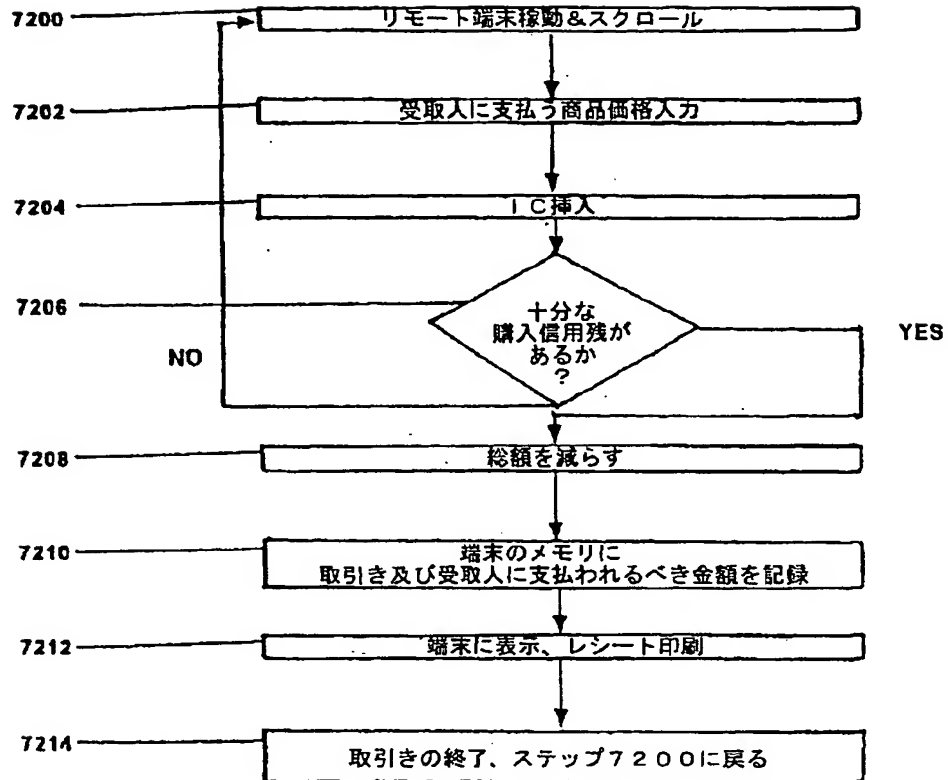 7200 リモート端末稼動&スクロール
7202 受取人に支払う商品価格入力
7204 IC挿入
7206
十分な
購入信用残が
あるか
?
YES
NO
7208 総額を減らす
7210 端末のメモリに
取引き及び受取人に支払われるべき金額を記録
7212 端末に表示、レシート印刷
7214 取引きの終了、ステップ7200に戻る